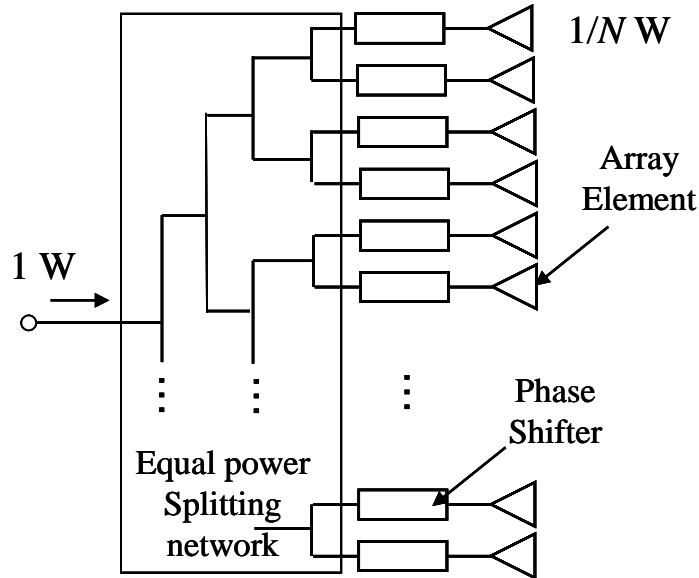 1/N W
Array
Element
1 W
Phase
Shifter
Equal power
Splitting
network